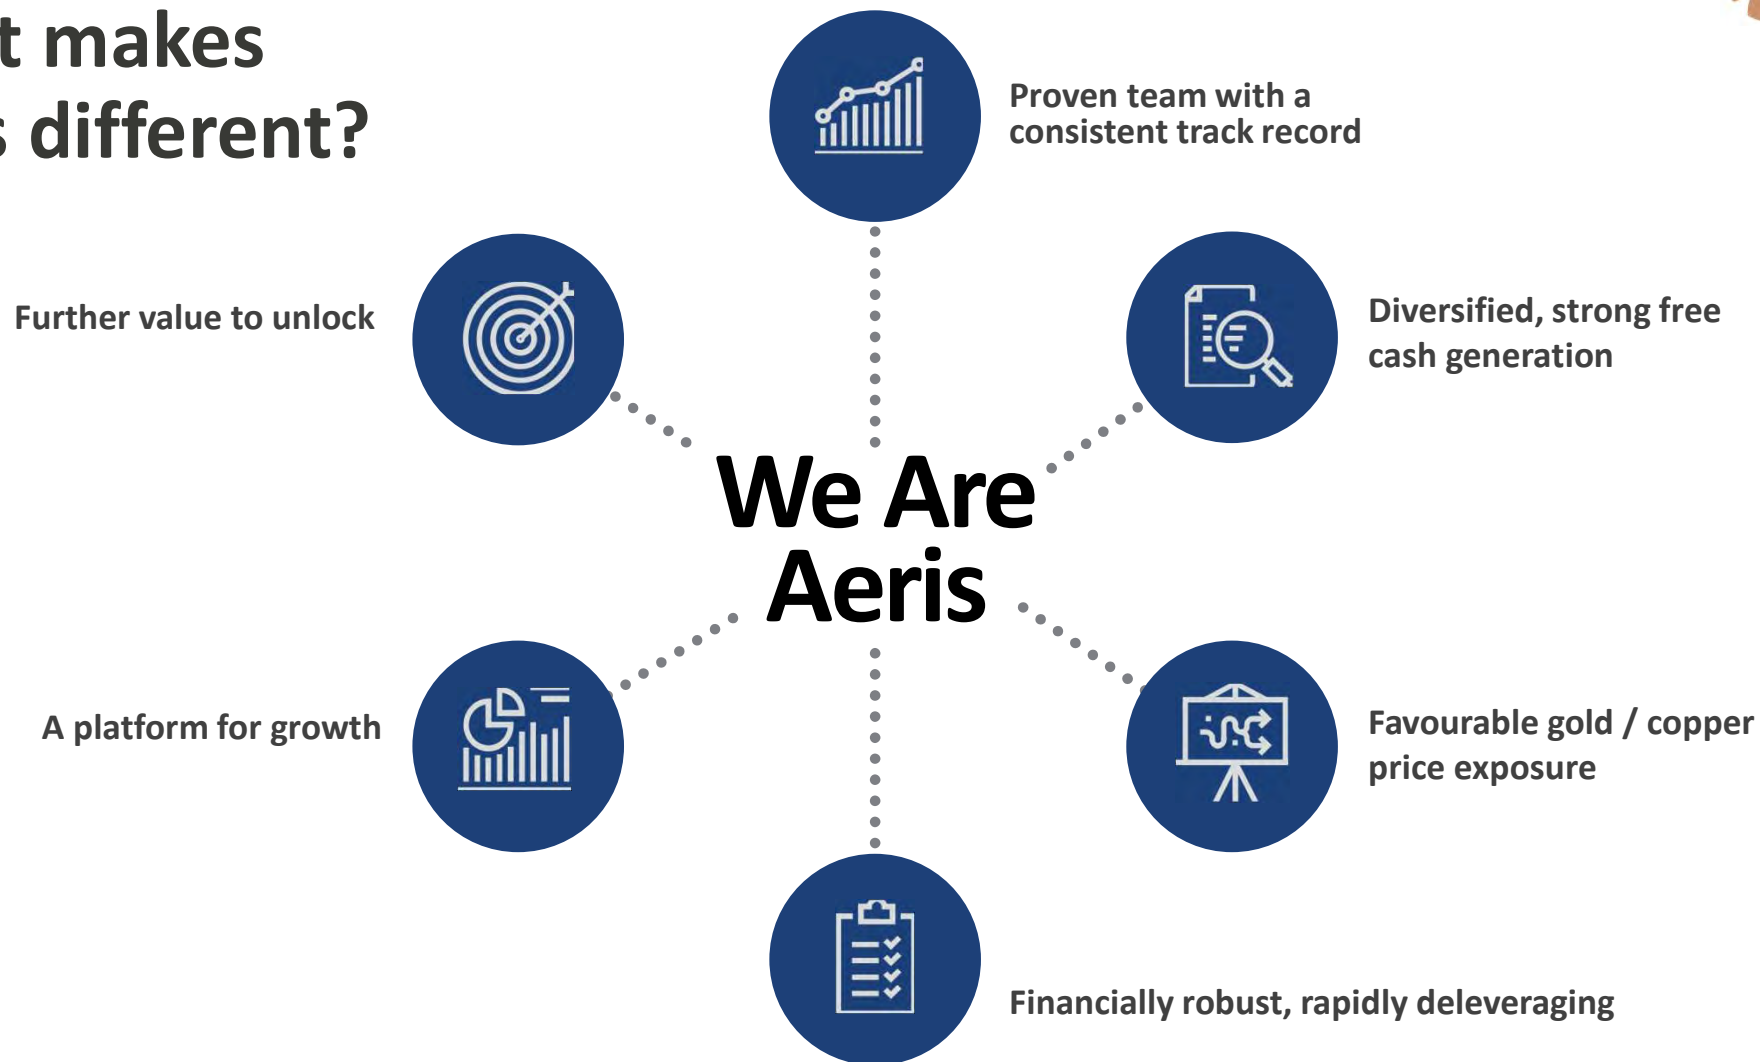 t makes
s different?
Proven team with a
consistent track record
Further value to unlock
Diversified, strong free
cash generation
We Are
Aeris
A platform for growth
Favourable gold / copper
price exposure
Financially robust, rapidly deleveraging